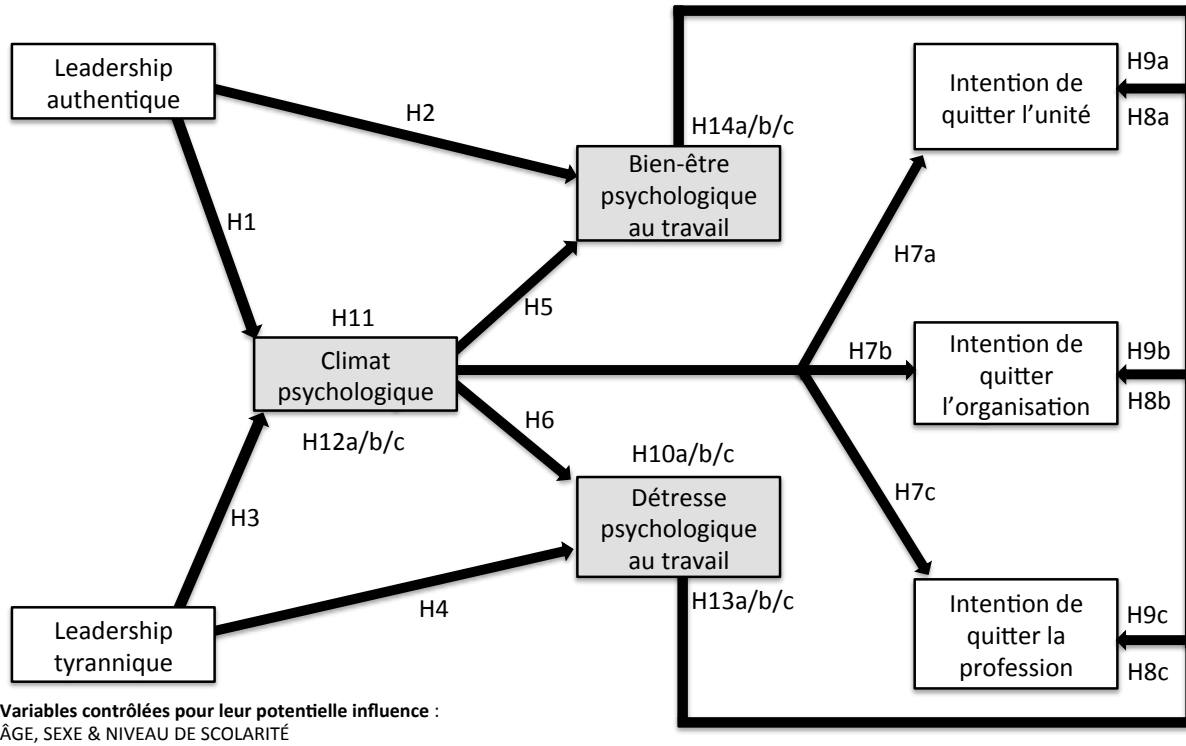 Leadership
authentique
H2
H1
H14a/b/c
Bien-être
psychologique
au travail
Intention de
quitter l'unité
H9a
H8a
H7a
H5
H11
Climat
psychologique
H12a/b/c
H7b
Intention de
quitter
l'organisation
H9b
H8b
H6
H10a/b/c
Détresse
psychologique
au travail
H13a/b/c
H7c
H3
H4
Leadership
tyrannique
Intention de
quitter la
profession
H9c
H8c
Variables contrôlées pour leur potentielle influence :
ÂGE, SEXE & NIVEAU DE SCOLARITÉ